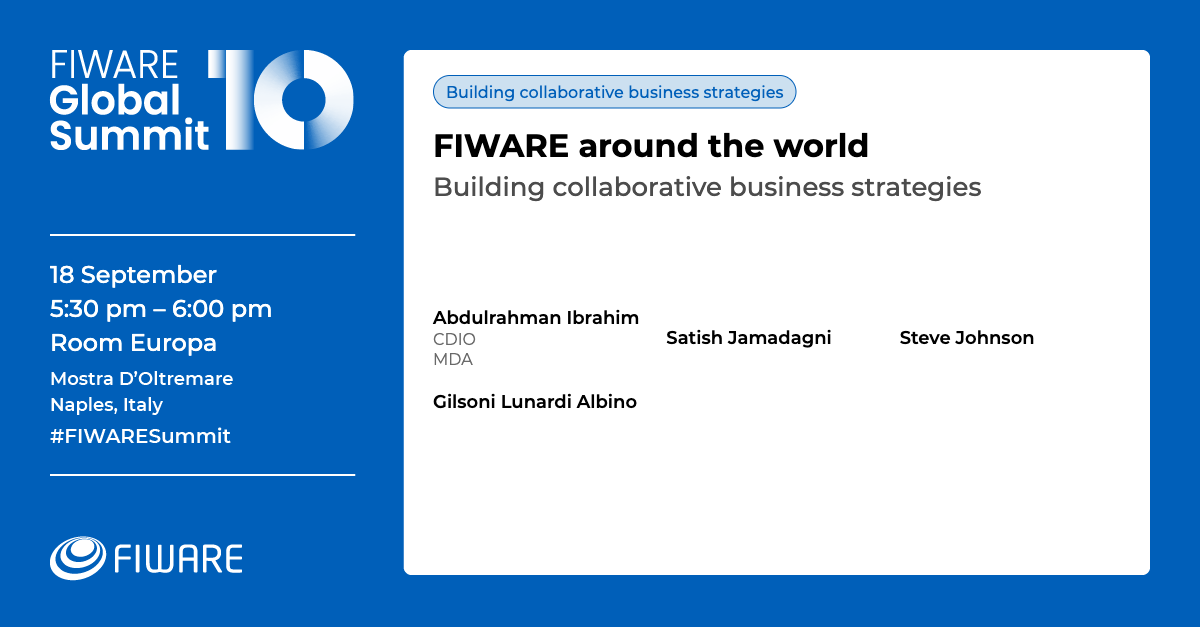 FIWARE
Global
Summit
10
18 September
5:30 pm – 6:00 pm
Room Europa
Mostra D’Oltremare
Naples, Italy
#FIWARESummit
FIWARE
Building collaborative business strategies
FIWARE around the world
Building collaborative business strategies
Abdulrahman Ibrahim
CDIO
MDA
Satish Jamadagni
Steve Johnson
Gilsoni Lunardi Albino